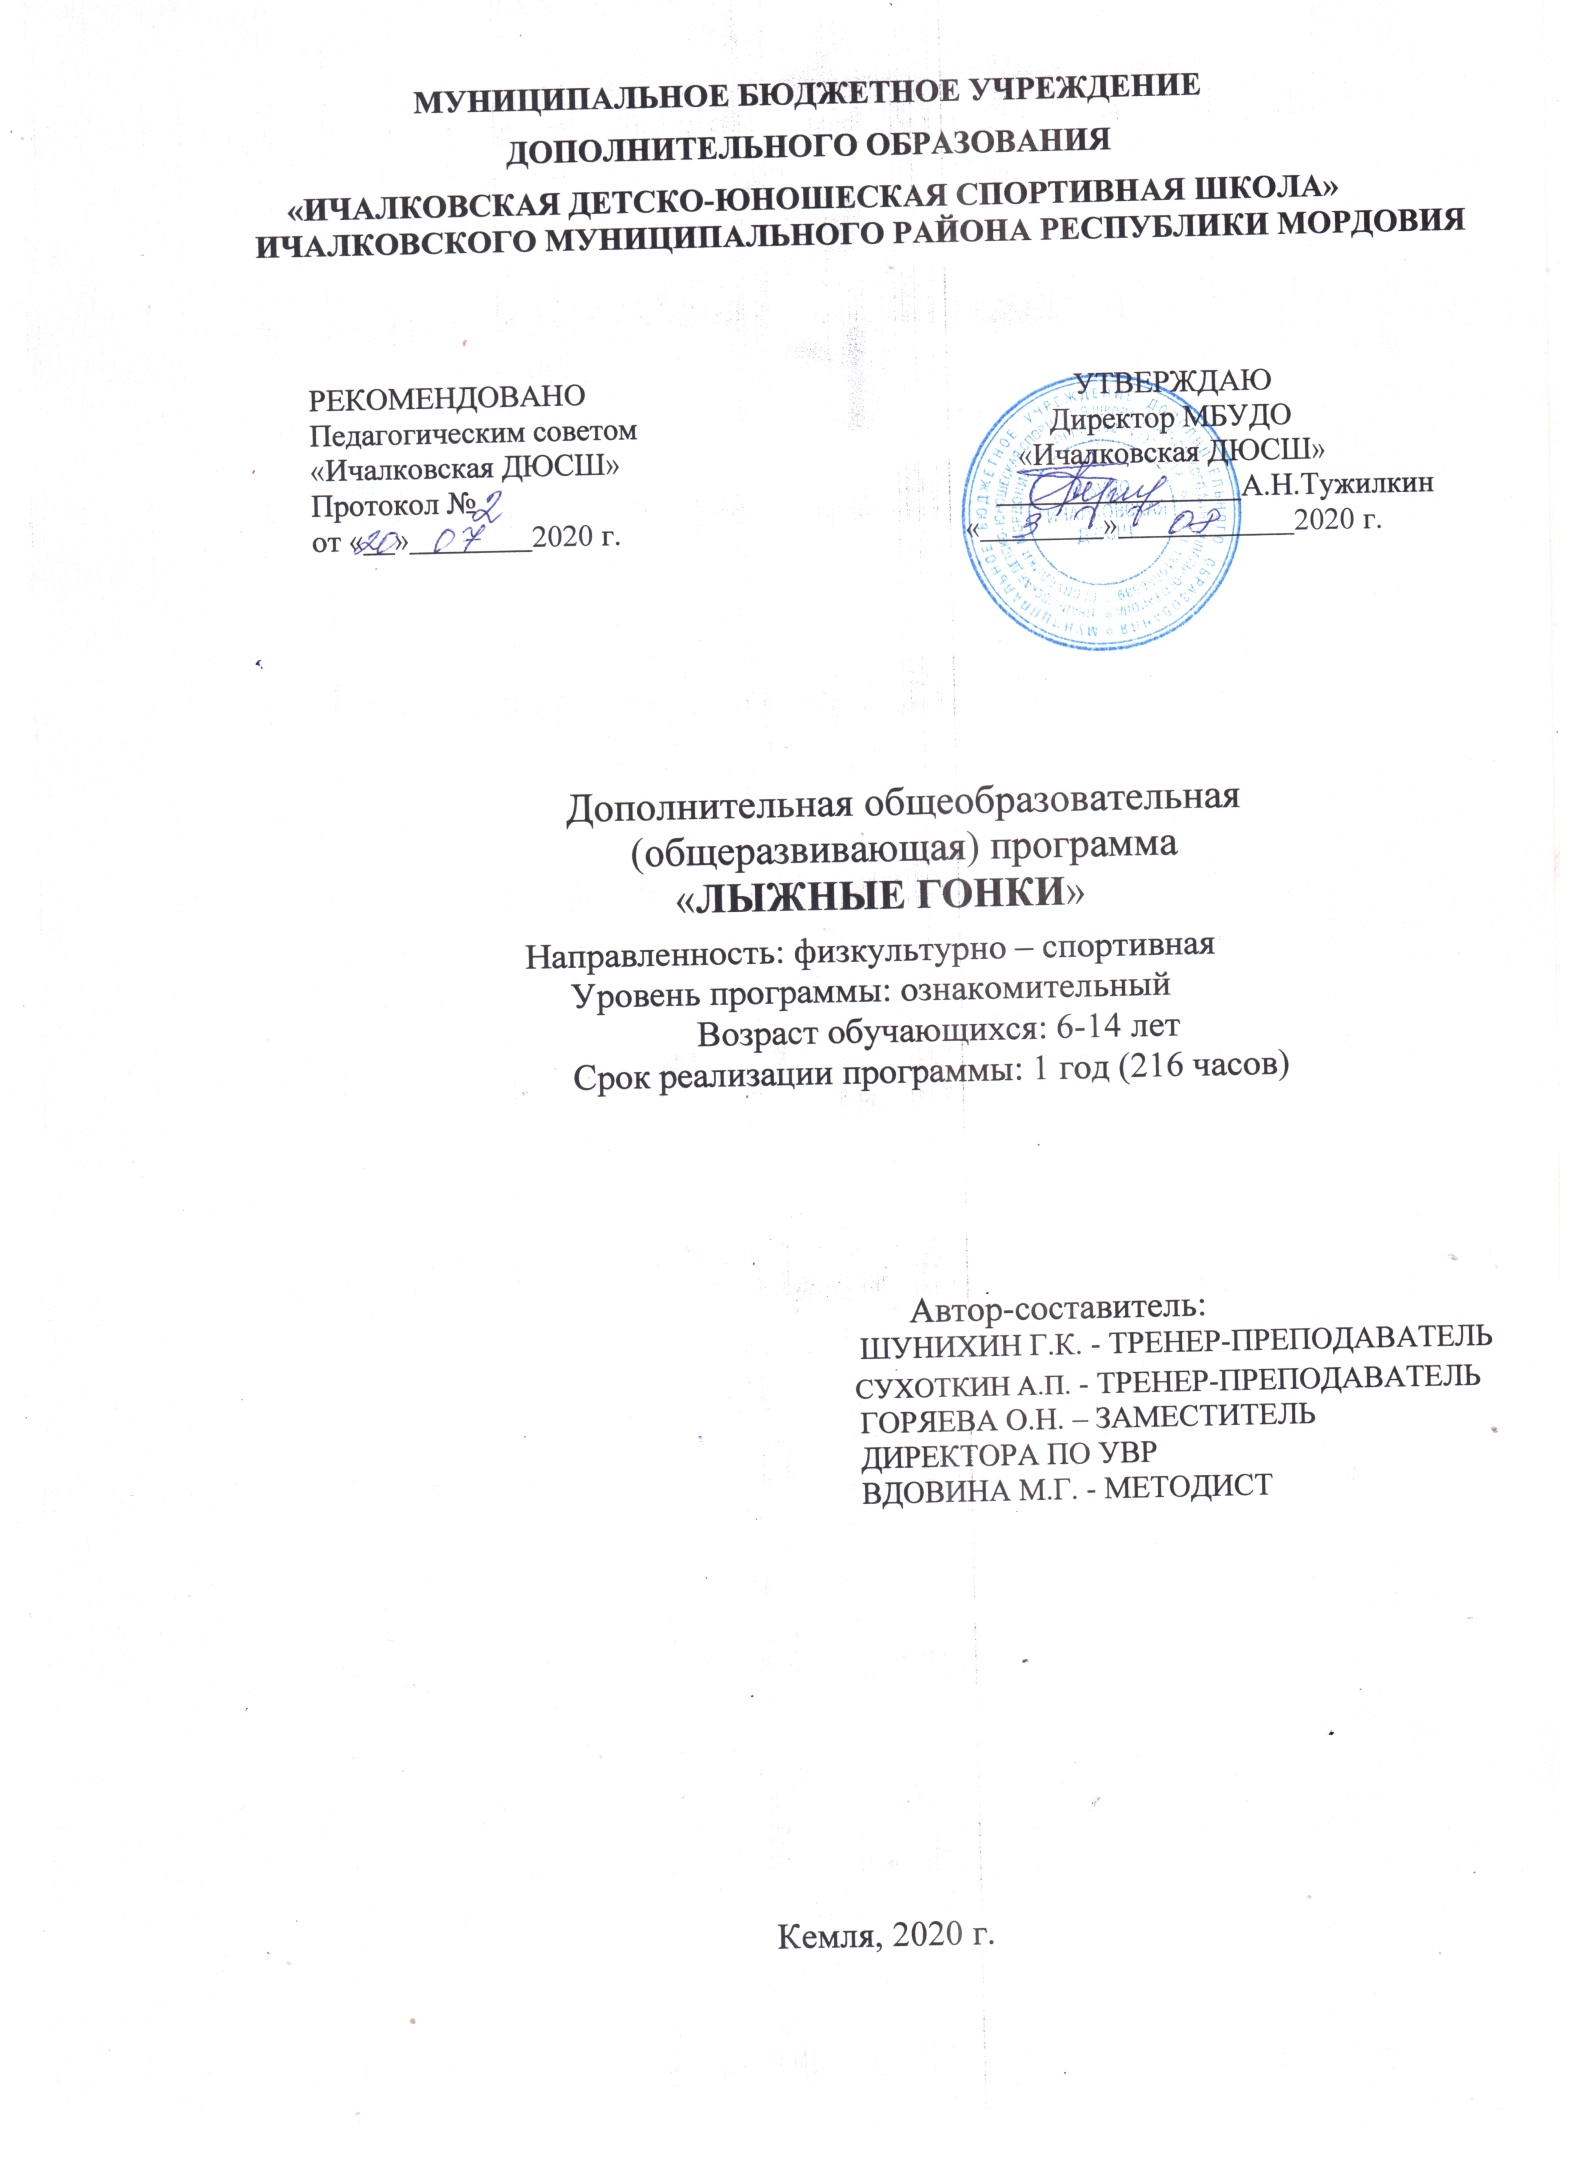 МУНИЦИПАЛЬНОЕ БЮДЖЕТНОЕ УЧРЕЖДЕНИЕ
ДОПОЛНИТЕЛЬНОГО ОБРАЗОВАНИЯ
«ИЧАЛКОВСКАЯ ДЕТСКО-ЮНОШЕСКАЯ СПОРТИВНАЯ ШКОЛА»
ИЧАЛКОВСКОГО МУНИЦИПАЛЬНОГО РАЙОНА РЕСПУБЛИКИ МОРДОВИЯ
РЕКОМЕНДОВАНО
Педагогическим советом
«Ичалковская ДЮСШ»
Протокол №2
от «20» 07 2020 г.
УТВЕРЖДАЮ
Директор МБУДО
«Ичалковская ДЮСШ»
А.Н.Тужилкин
« 3 » 08 2020 г.
Дополнительная общеобразовательная
(общеразвивающая) программа
«ЛЫЖНЫЕ ГОНКИ»
Направленность: физкультурно – спортивная
Уровень программы: ознакомительный
Возраст обучающихся: 6-14 лет
Срок реализации программы: 1 год (216 часов)
Автор-составитель:
ШУНИХИН Г.К. - ТРЕНЕР-ПРЕПОДАВАТЕЛЬ
СУХОТКИН А.П. - ТРЕНЕР-ПРЕПОДАВАТЕЛЬ
ГОРЯЕВА О.Н. – ЗАМЕСТИТЕЛЬ
ДИРЕКТОРА ПО УВР
ВДОВИНА М.Г. - МЕТОДИСТ
Кемля, 2020 г.